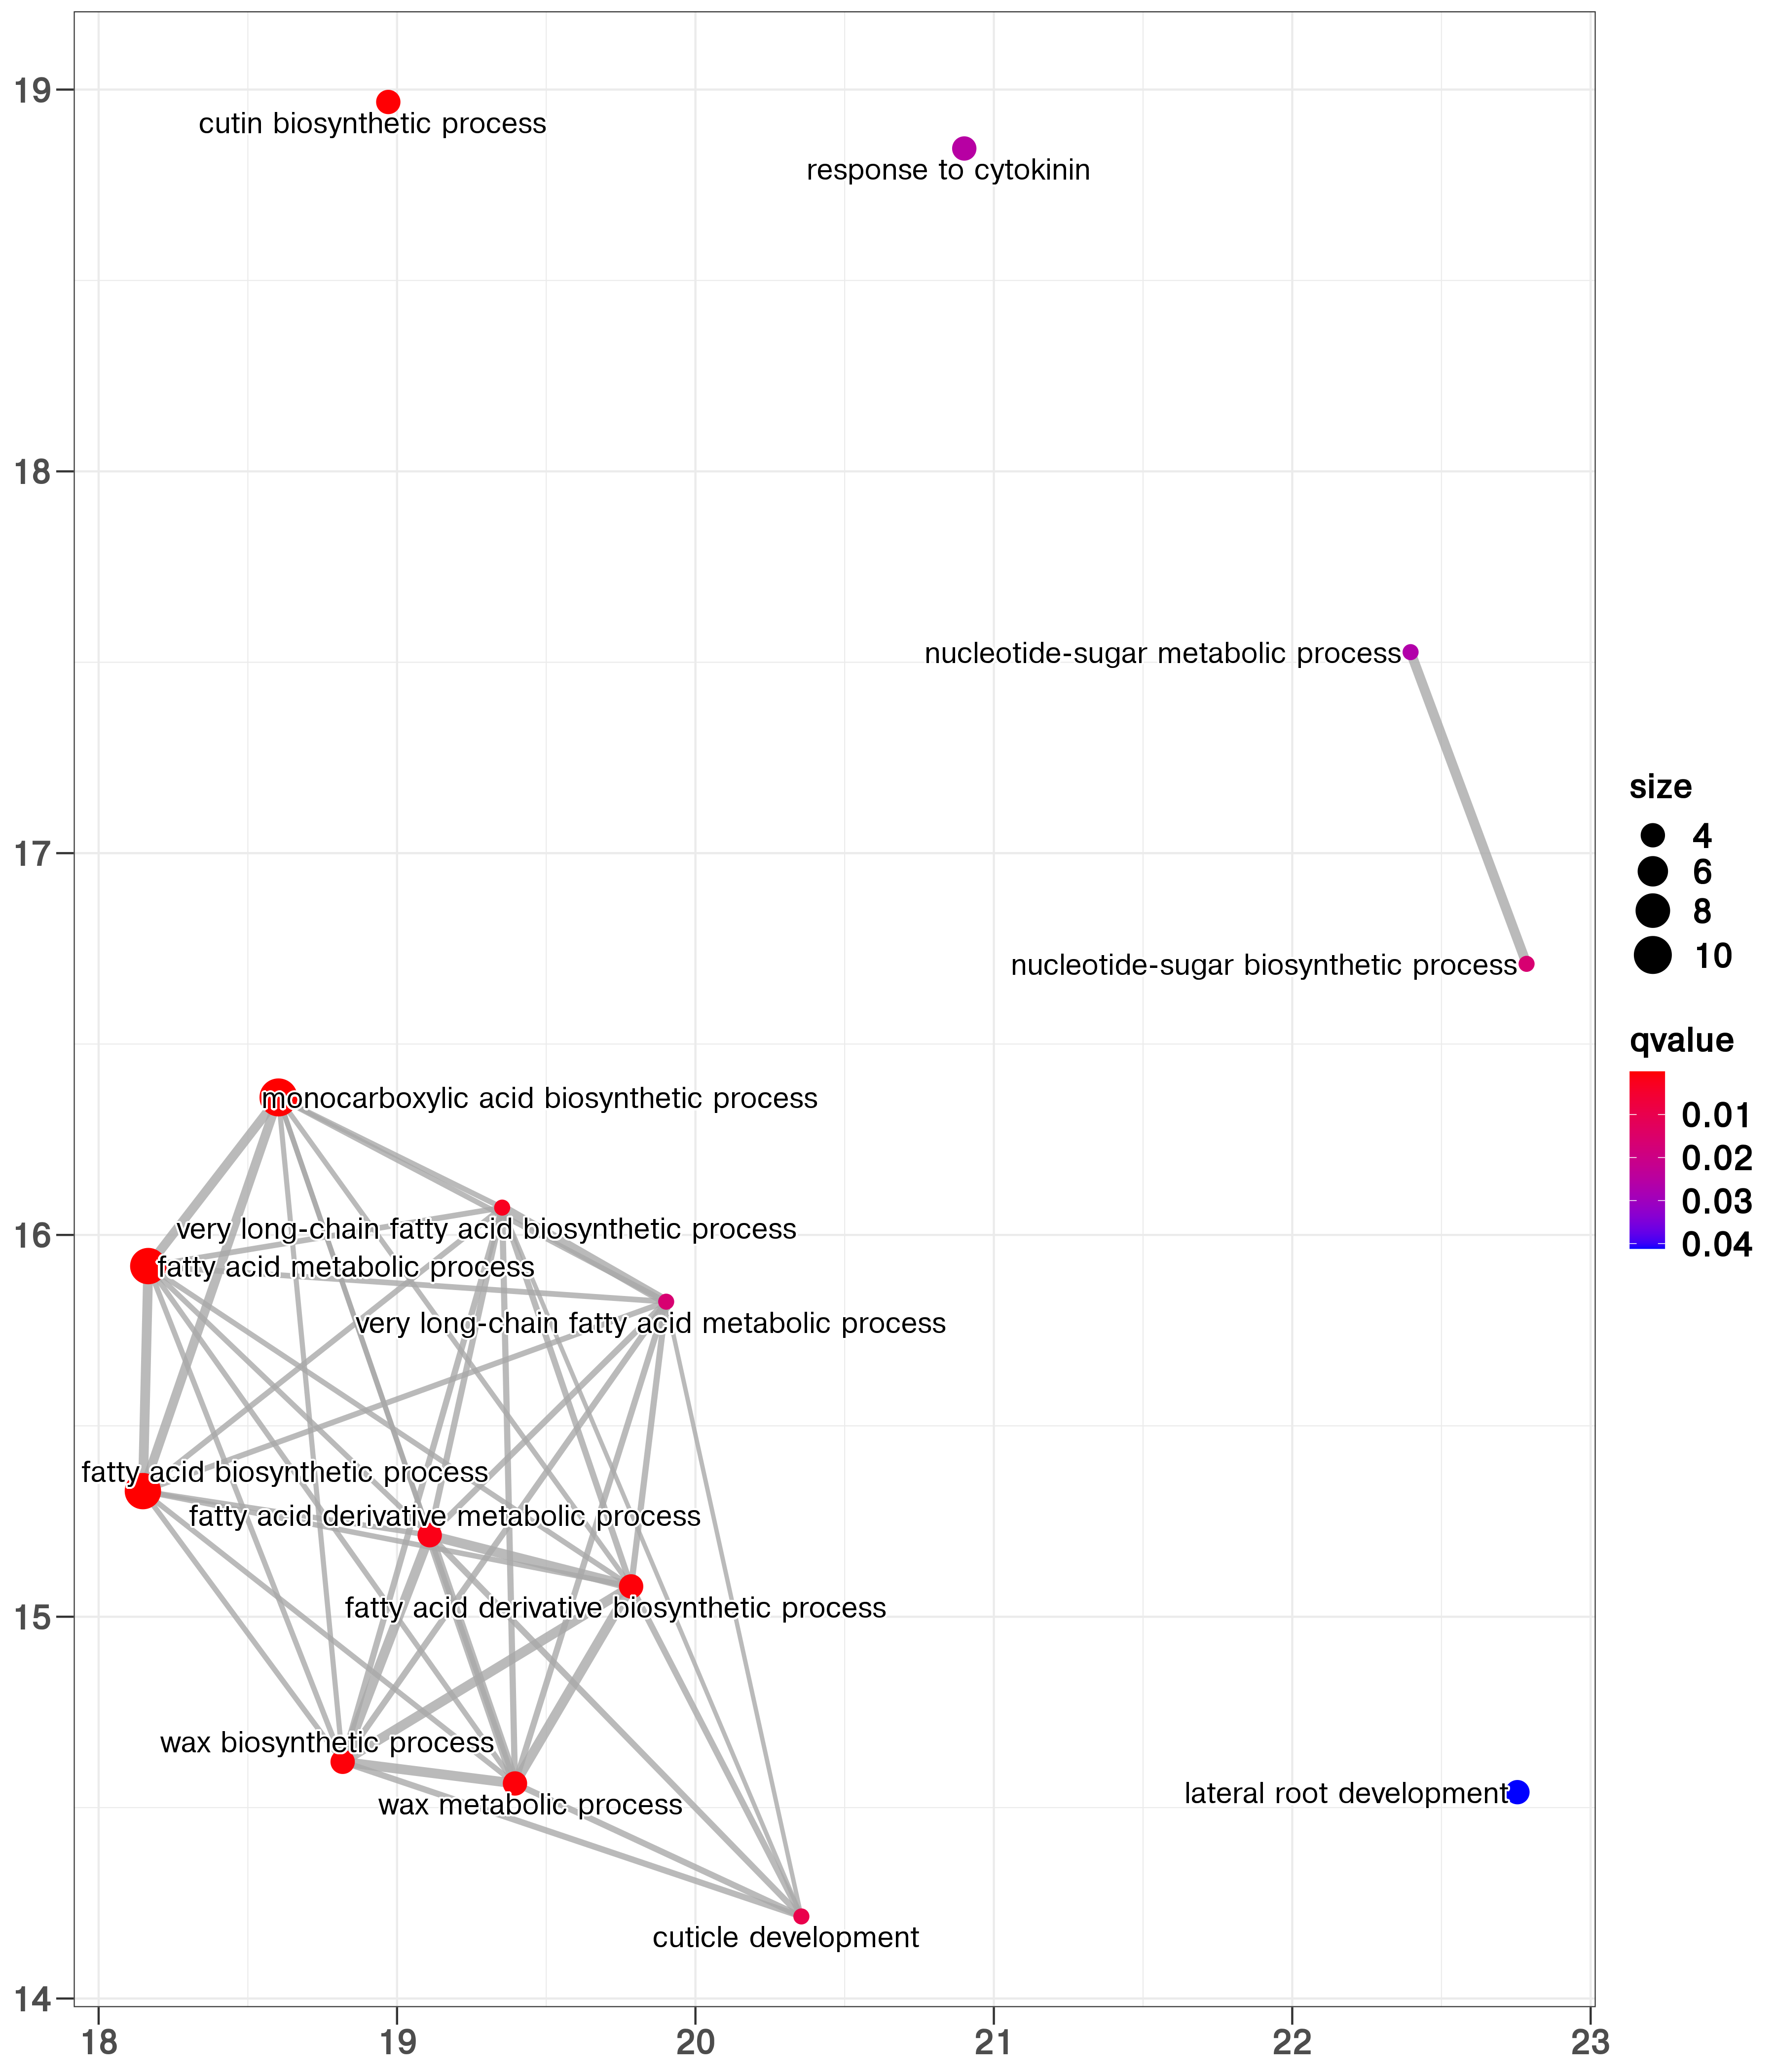 19
18
17
16
15
14
cutin biosynthetic process
response to cytokinin
nucleotide-sugar metabolic process
nucleotide-sugar biosynthetic process
monocarboxylic acid biosynthetic process
very long-chain fatty acid biosynthetic process
fatty acid metabolic process
very long-chain fatty acid metabolic process
fatty acid biosynthetic process
fatty acid derivative metabolic process
fatty acid derivative biosynthetic process
wax biosynthetic process
lateral root development
wax metabolic process
cuticle development
18 19 20 21 22 23
size
4
6
8
10
qvalue
0.01
0.02
0.03
0.04